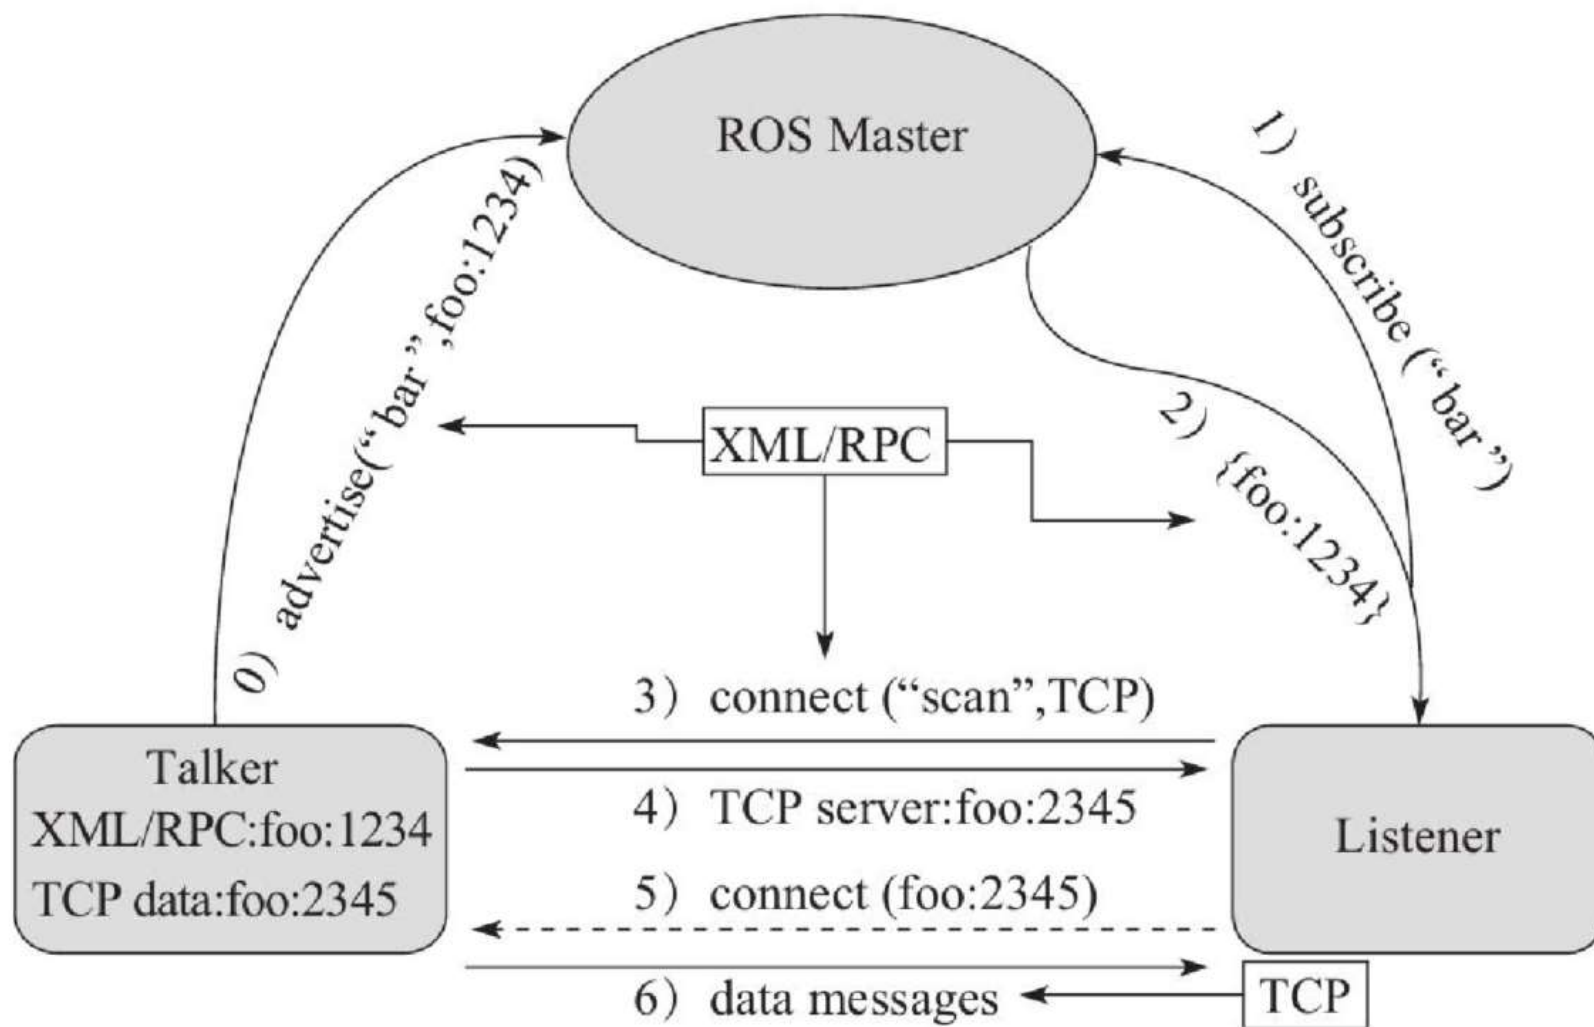 ROS Master
0) advertise(“bar”,foo:1234)
1) subscribe (“bar”)
2) {foo:1234}
XML/RPC
3) connect (“scan”,TCP)
4) TCP server:foo:2345
5) connect (foo:2345)
6) data messages
Talker
XML/RPC:foo:1234
TCP data:foo:2345
Listener
TCP